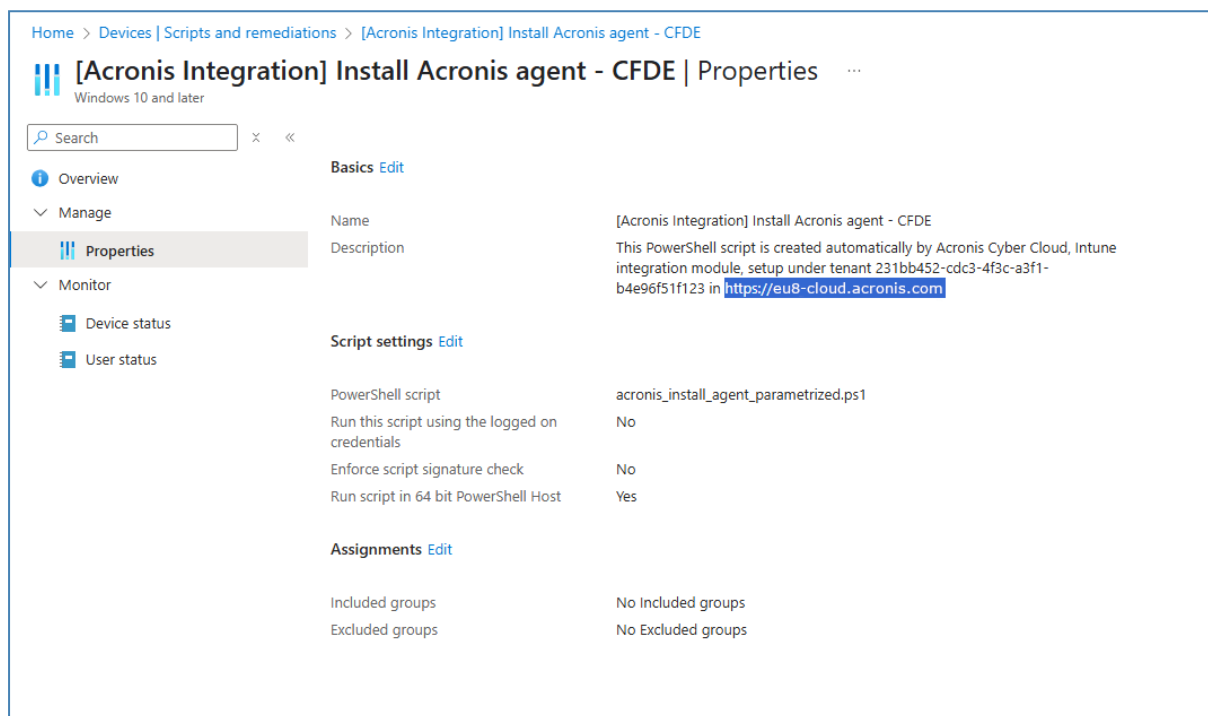 Home > Devices | Scripts and remediations > [Acronis Integration] Install Acronis agent - CFDE
[Acronis Integration] Install Acronis agent - CFDE | Properties ...
Windows 10 and later
Search
Overview
Manage
Properties
Monitor
Device status
User status
Basics Edit
Name [Acronis Integration] Install Acronis agent - CFDE
Description This PowerShell script is created automatically by Acronis Cyber Cloud, Intune
integration module, setup under tenant 231bb452-cdc3-4f3c-a3f1-
b4e96f51f123 in https://eu8-cloud.acronis.com
Script settings Edit
PowerShell script acronis_install_agent_parametrized.ps1
Run this script using the logged on No
credentials
Enforce script signature check No
Run script in 64 bit PowerShell Host Yes
Assignments Edit
Included groups No Included groups
Excluded groups No Excluded groups